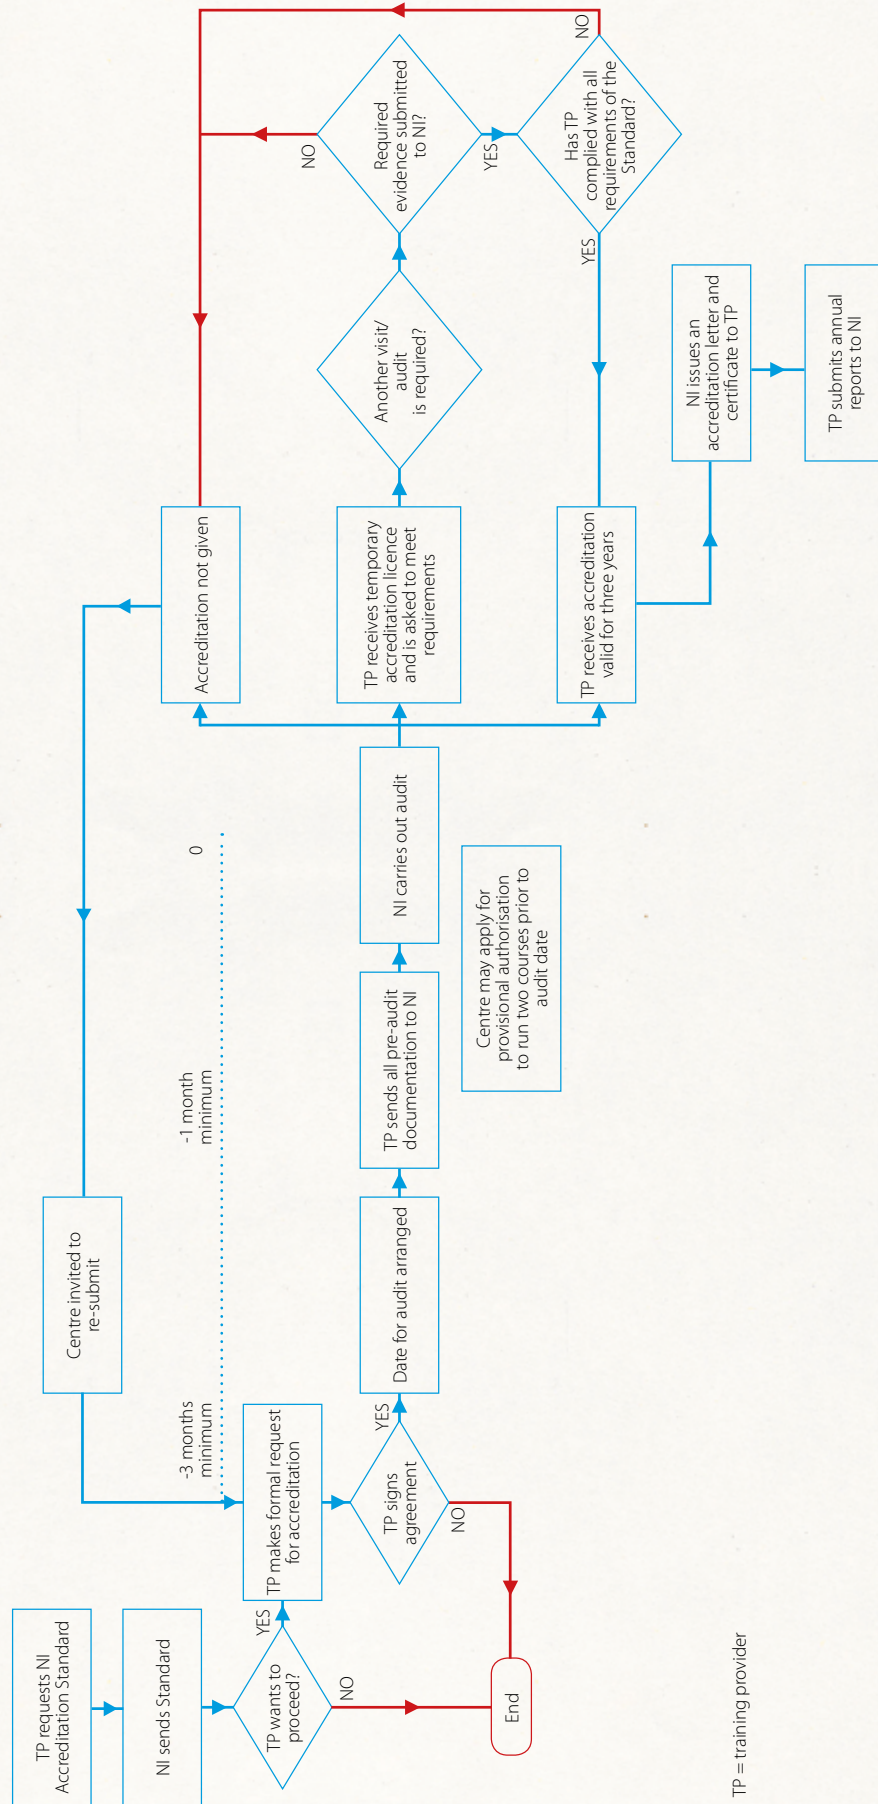 TP requests NI
Accreditation Standard
NI sends Standard
TP wants to
proceed?
YES
NO
End
TP makes formal request
for accreditation
TP signs
agreement
YES
NO
-3 months
minimum
-1 month
minimum
0
Centre invited to
re-submit
Date for audit arranged
TP sends all pre-audit
documentation to NI
NI carries out audit
Centre may apply for
provisional authorisation
to run two courses prior to
audit date
Accreditation not given
TP receives temporary
accreditation licence
and is asked to meet
requirements
TP receives accreditation
valid for three years
Another visit/
audit
is required?
Required
evidence submitted
to NI?
NO
YES
Has TP
complied with all
requirements of the
Standard?
NO
YES
NI issues an
accreditation letter and
certificate to TP
TP submits annual
reports to NI
TP = training provider